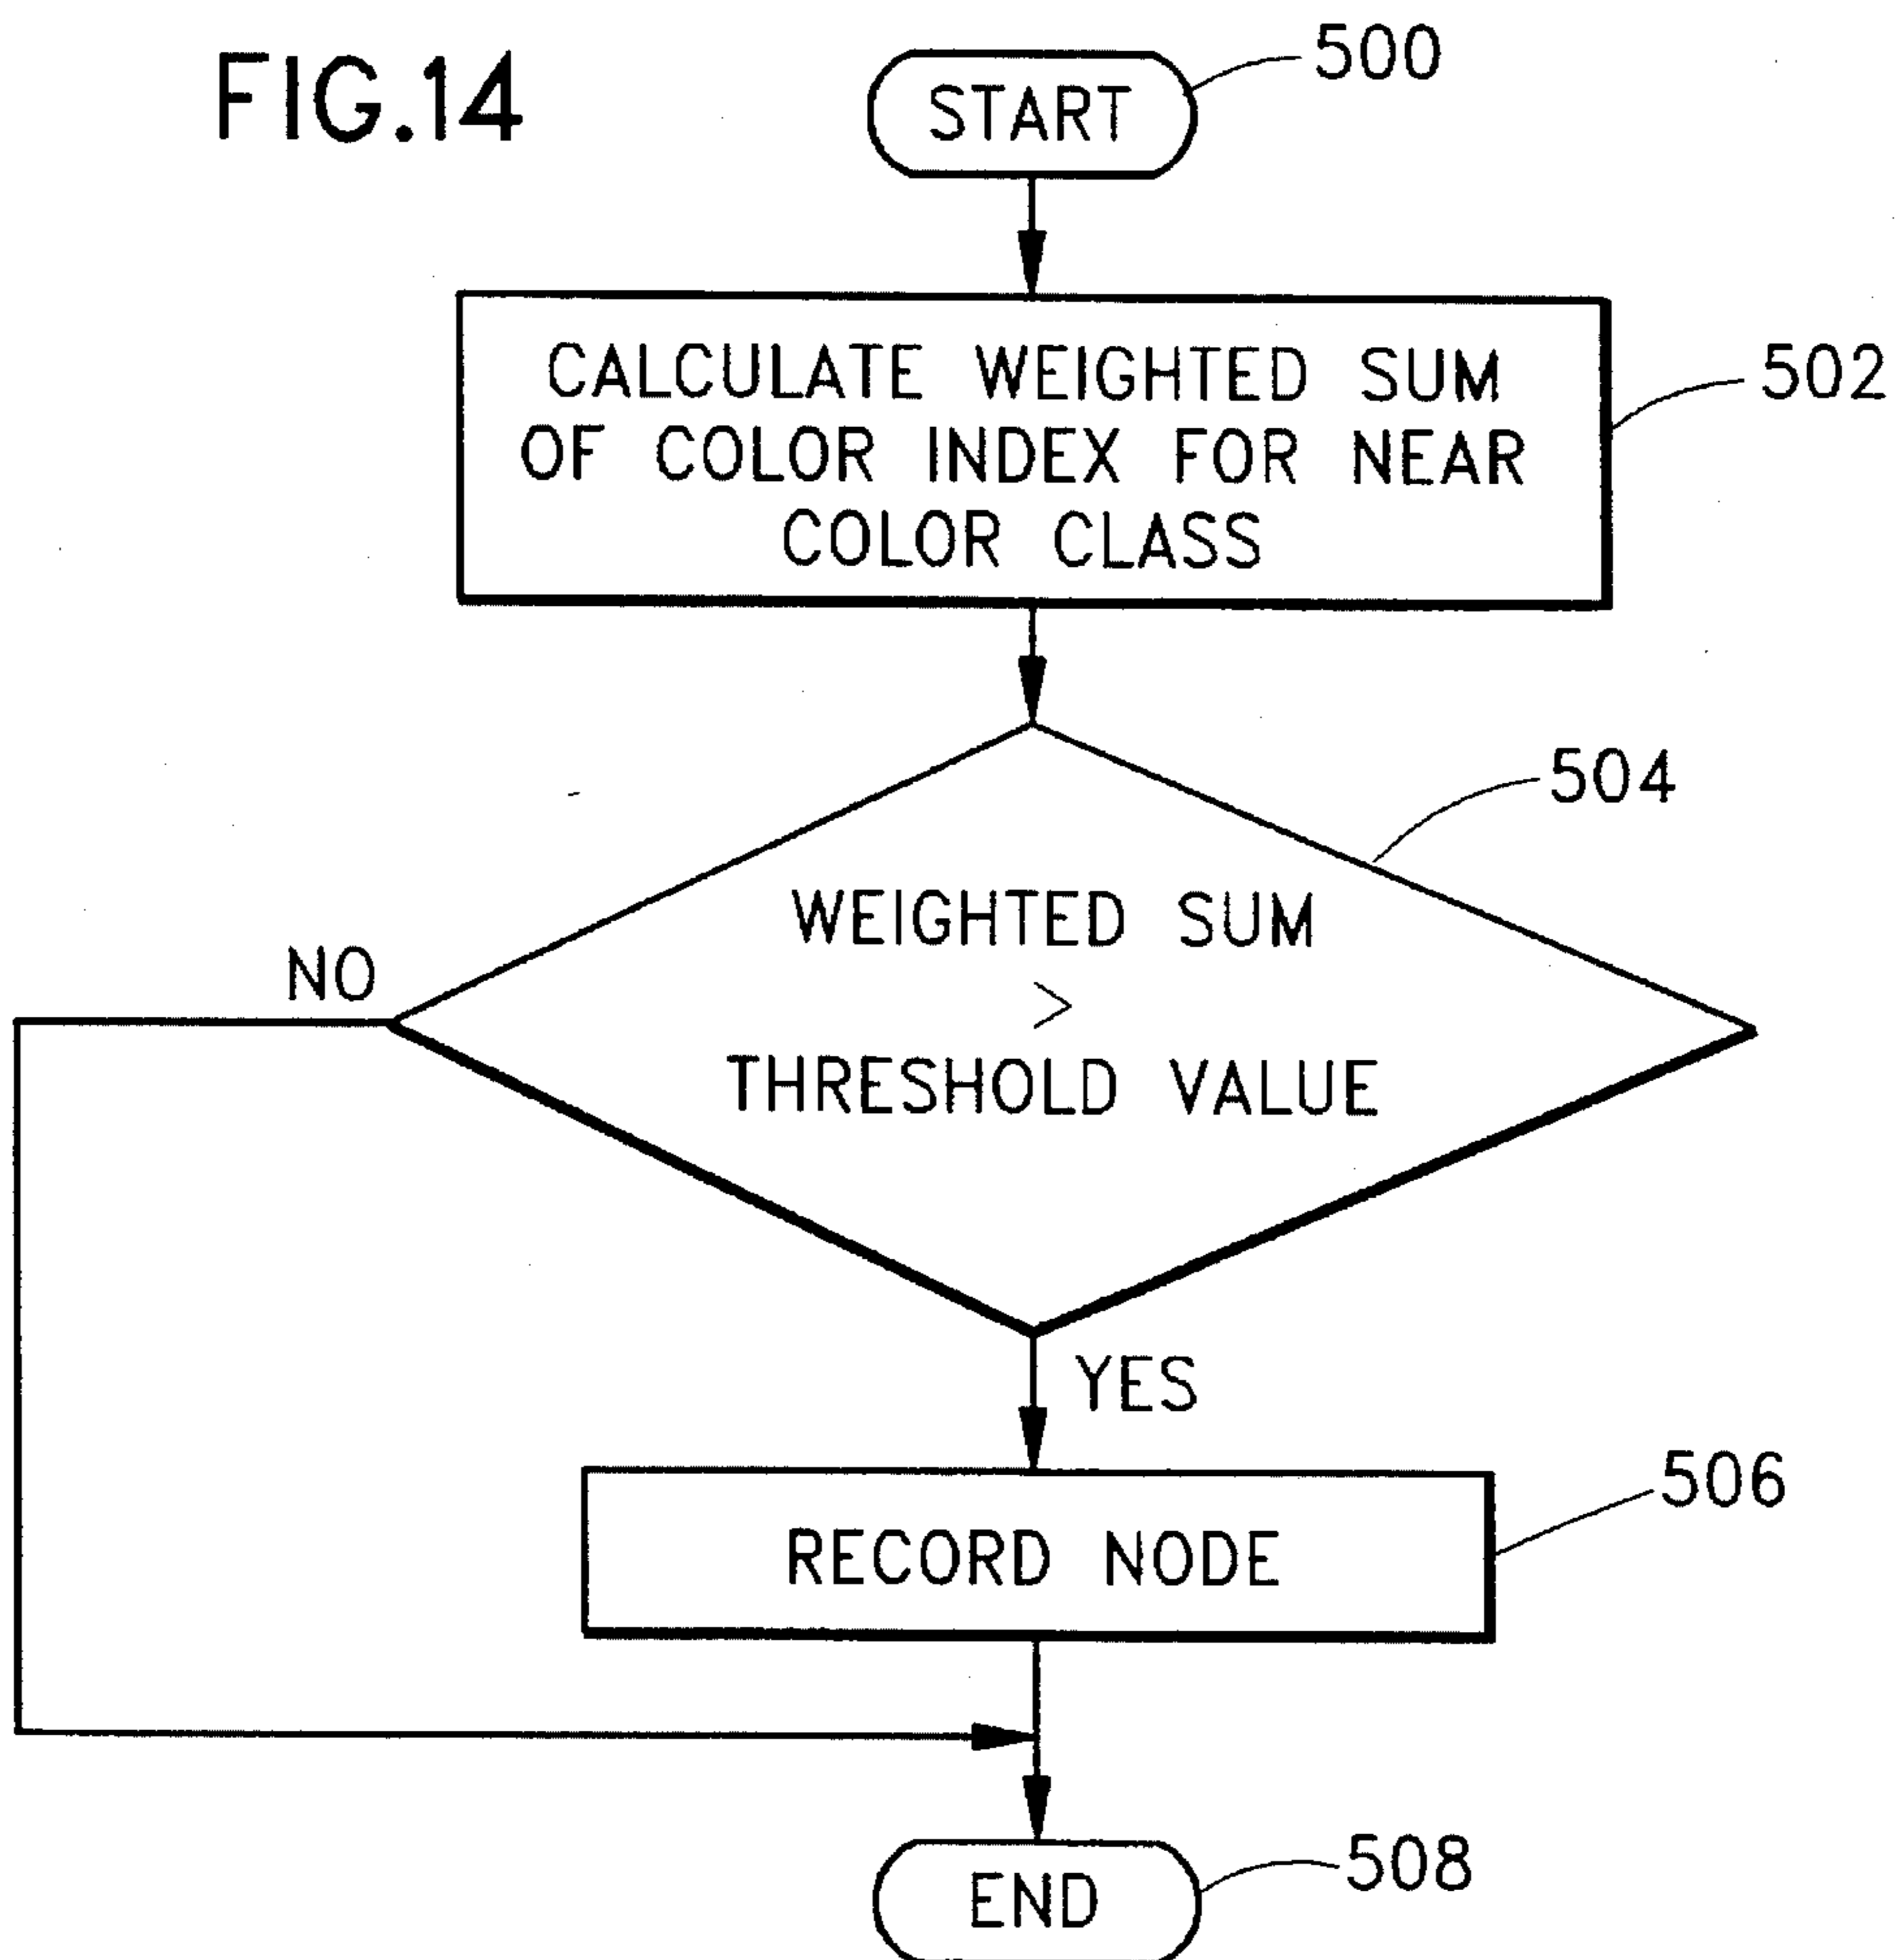 FIG.14
START
500
CALCULATE WEIGHTED SUM
OF COLOR INDEX FOR NEAR
COLOR CLASS
502
504
WEIGHTED SUM
>
THRESHOLD VALUE
NO
YES
RECORD NODE
506
END
508